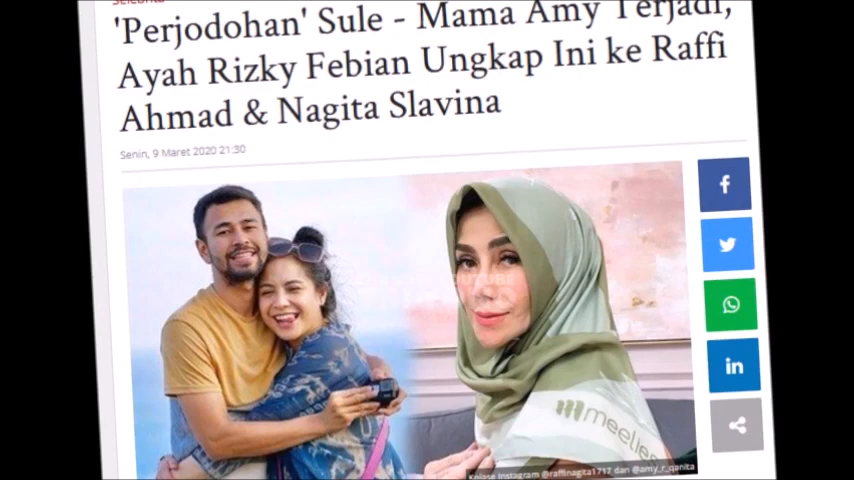 'Perjodohan' Sule - Mama Amy Terjadi,
Ayah Rizky Febian Ungkap Ini ke Raffi
Ahmad & Nagita Slavina
Senin, 9 Maret 2020 21:30
meelier
Kolase Instagram @raffinagita1717 dan @amy_r_qanita